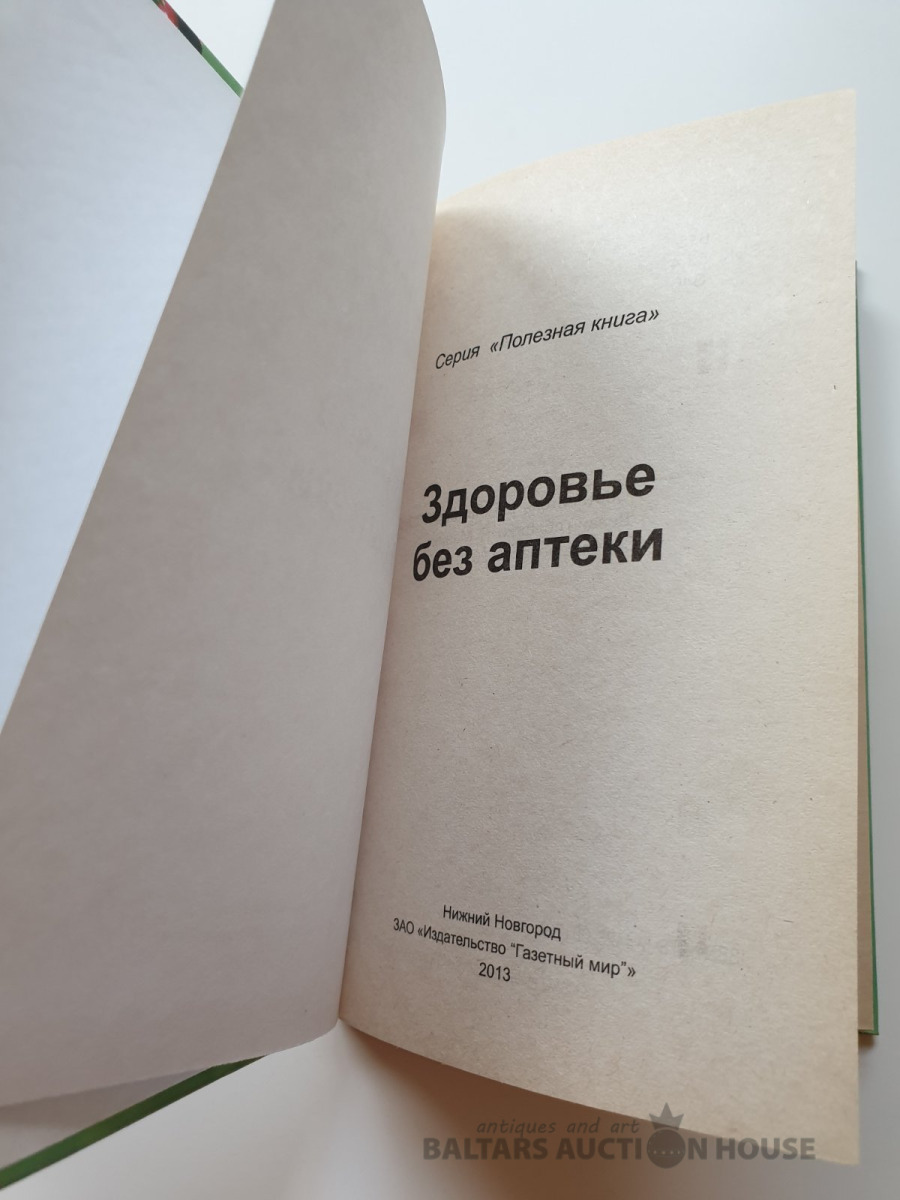 Серия «Полезная книга»
Здоровье
без аптеки
Нижний Новгород
ЗАО «Издательство "Газетный мир"»
2013
antiques and art
BALTARS AUCTION HOUSE